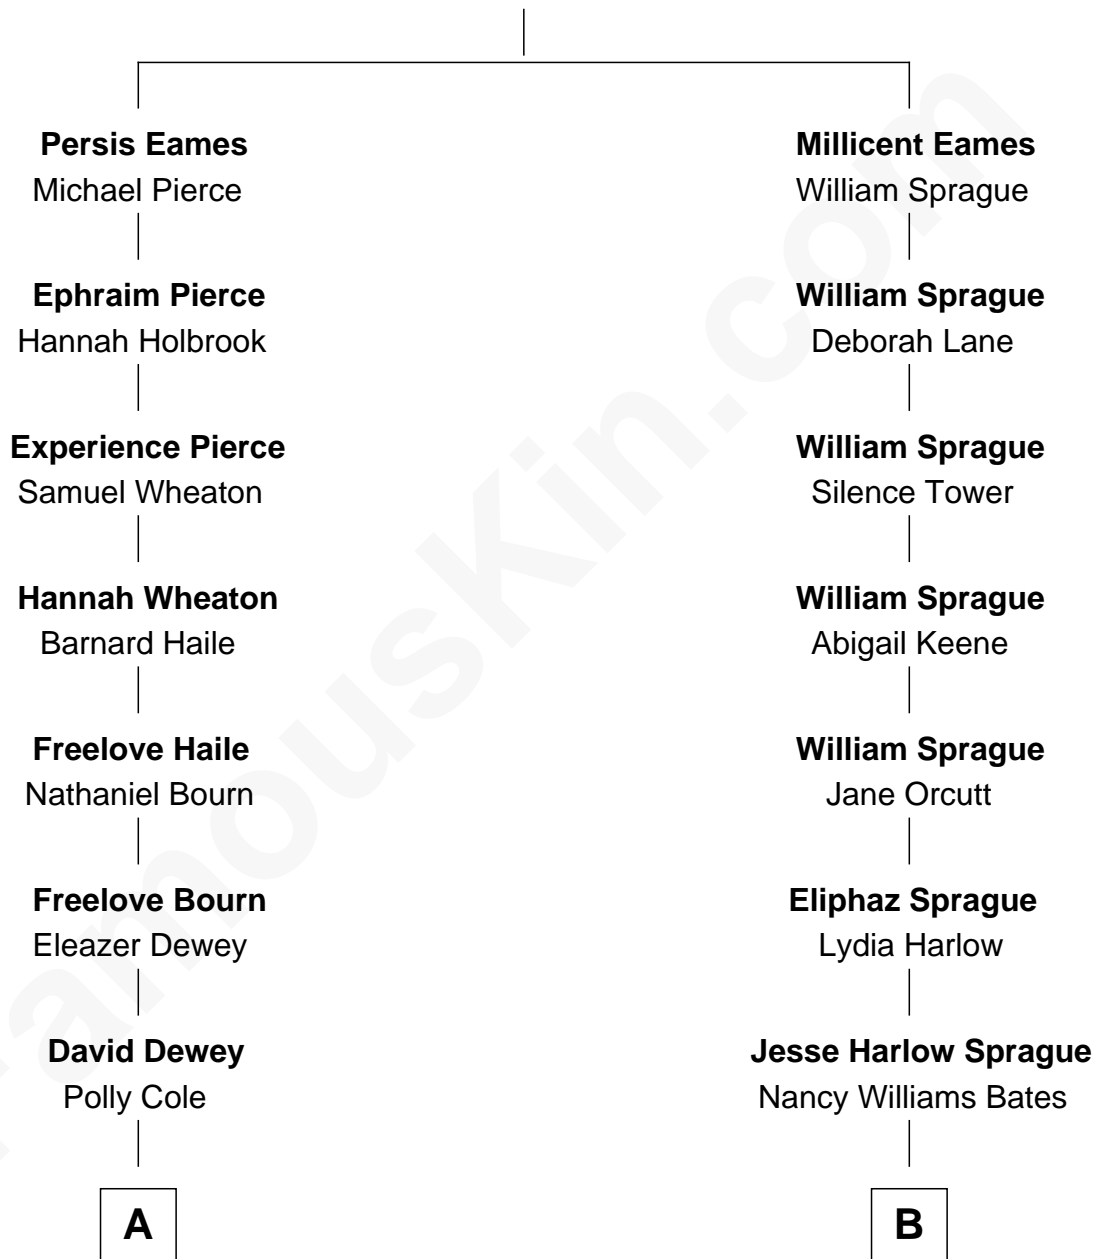 Persis Eames
Michael Pierce
Ephraim Pierce
Hannah Holbrook
Experience Pierce
Samuel Wheaton
Hannah Wheaton
Barnard Haile
Freelove Haile
Nathaniel Bourn
Freelove Bourn
Eleazer Dewey
David Dewey
Polly Cole
A
Millicent Eames
William Sprague
William Sprague
Deborah Lane
William Sprague
Silence Tower
William Sprague
Abigail Keene
William Sprague
Jane Orcutt
Eliphaz Sprague
Lydia Harlow
Jesse Harlow Sprague
Nancy Williams Bates
B
FamousKin.com